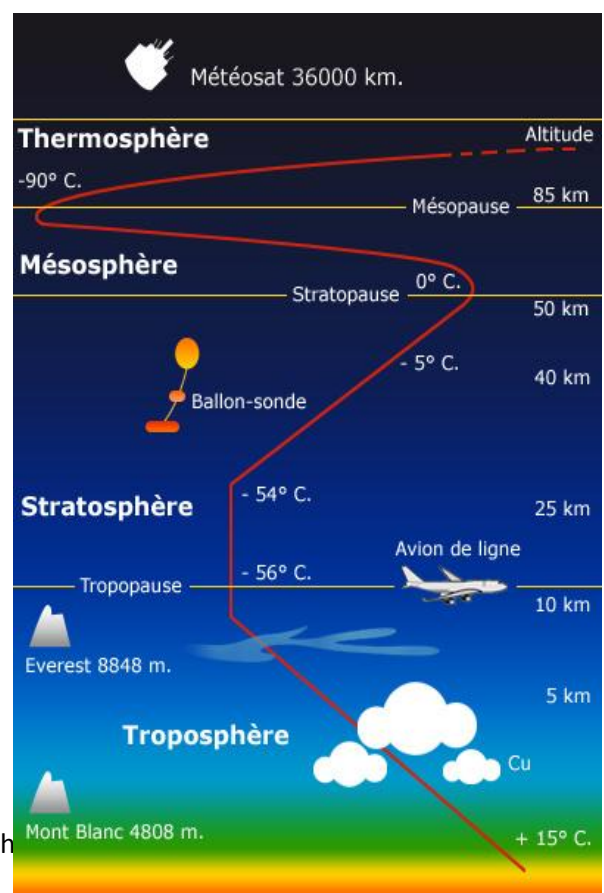 Météosat 36000 km.
Thermosphère
Altitude
-90° C.
Mésopause
85 km
Mésosphère
0° C.
Stratopause
50 km
- 5° C.
40 km
Ballon-sonde
- 54° C.
Stratosphère
25 km
Avion de ligne
- 56° C.
Tropopause
10 km
Everest 8848 m.
5 km
Troposphère
Cu
Mont Blanc 4808 m.
+ 15° C.
h